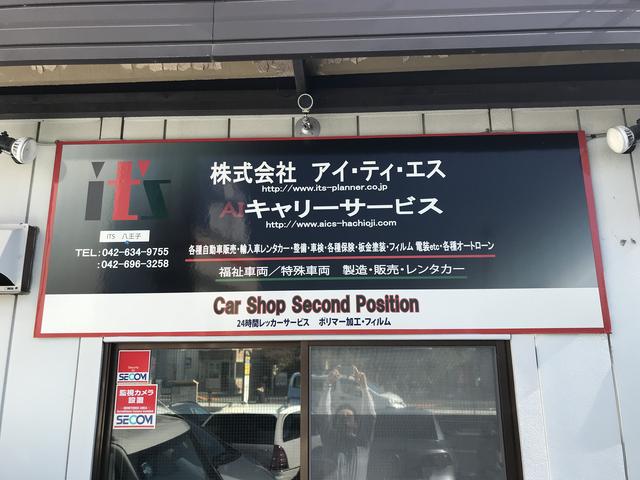 it's
株式会社 アイ・ティ・エス
http://www.its-planner.co.jp
AIキャリーサービス
http://www.aics-hachioji.com
ITS 八王子
TEL:042-634-9755
:042-696-3258
各種自動車販売・輸入車レンタカー・整備・車検・各種保険・板金塗装・フィルム 電装etc・各種オートローン
福祉車両／特殊車両 製造・販売・レンタカー
Car Shop Second Position
24時間レッカーサービス ポリマー加工・フィルム
SECOM
監視カメラ
設置
SECOM